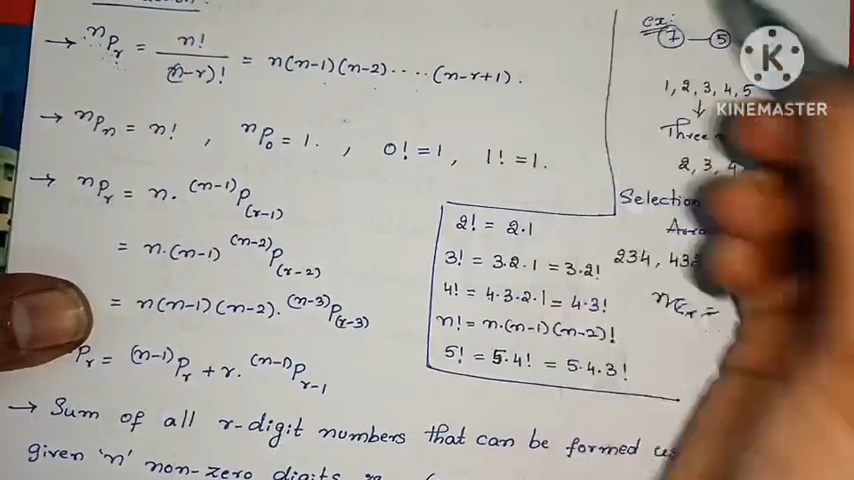 → ⁿPᵣ = n!/(n-r)! = n(n-1)(n-2)....(n-r+1).
→ ⁿPₙ = n! , ⁿP₀ = 1. , 0! = 1, 1! = 1.
→ ⁿPᵣ = n. ⁽ⁿ⁻¹⁾P₍ᵣ₋₁₎
= n.(n-1) ⁽ⁿ⁻²⁾P₍ᵣ₋₂₎
= n(n-1)(n-2). ⁽ⁿ⁻³⁾P₍ᵣ₋₃₎
Pᵣ = ⁽ⁿ⁻¹⁾Pᵣ + r. ⁽ⁿ⁻¹⁾Pᵣ₋₁
→ Sum of all r-digit numbers that can be formed
given 'n' non-zero digits
2! = 2.1
3! = 3.2.1 = 3.2!
4! = 4.3.2.1 = 4.3!
n! = n.(n-1)(n-2)!
5! = 5.4! = 5.4.3!
ex:
7 — 5
1, 2, 3, 4, 5
↓
Three
2, 3, 4
Selection
234, 432
ⁿCᵣ =
KINEMASTER